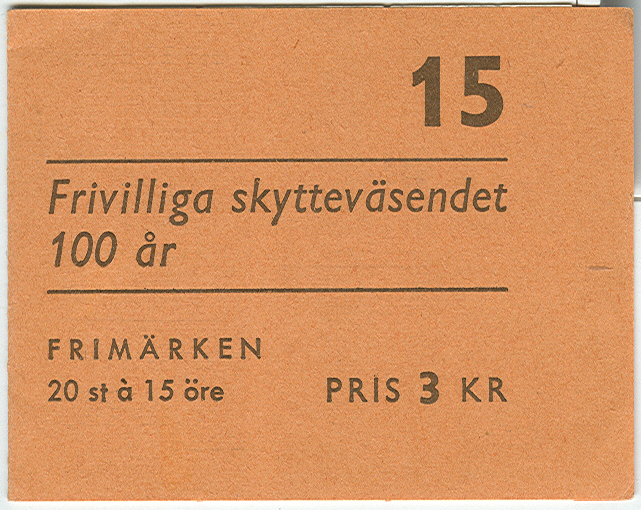 15
Frivilliga skytteväsendet
100 år
FRIMÄRKEN
20 st à 15 öre
PRIS 3 KR